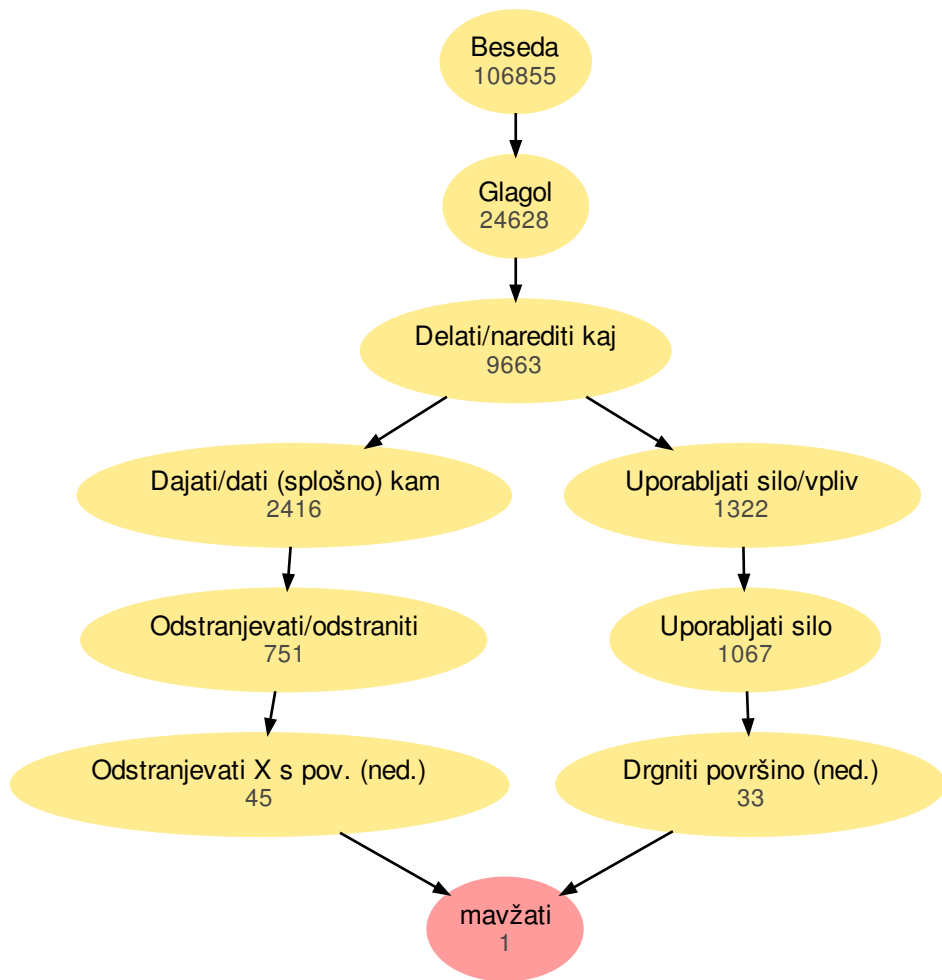 Beseda
106855
Glagol
24628
Delati/narediti kaj
9663
Dajati/dati (splošno) kam
2416
Uporabljati silo/vpliv
1322
Odstranjevati/odstraniti
751
Uporabljati silo
1067
Odstranjevati X s pov. (ned.)
45
Drgniti površino (ned.)
33
mavžati
1